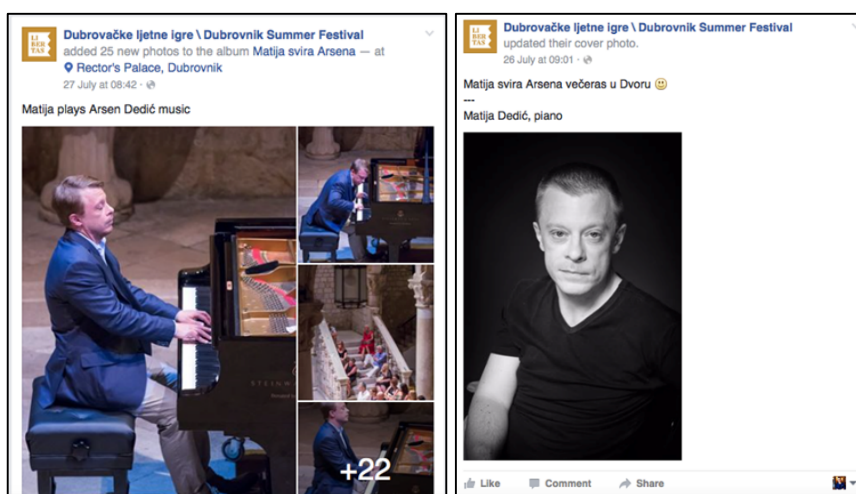 LI
BER
TAS
Dubrovačke ljetne igre \ Dubrovnik Summer Festival
added 25 new photos to the album Matija svira Arsena — at
Rector's Palace, Dubrovnik
27 July at 08:42 ·
Matija plays Arsen Dedić music
STEINWAY
+22
LI
BER
TAS
Dubrovačke ljetne igre \ Dubrovnik Summer Festival
updated their cover photo.
26 July at 09:01 ·
Matija svira Arsena večeras u Dvoru 🙂
---
Matija Dedić, piano
Like
Comment
Share